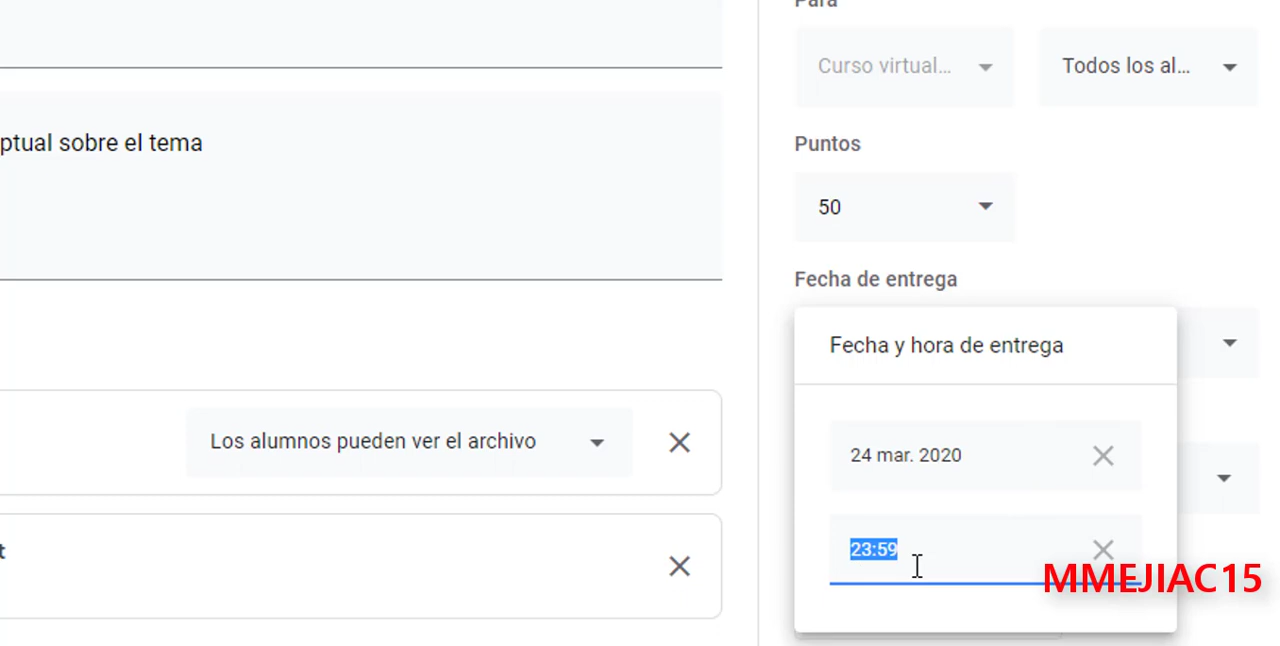 Para
Curso virtual...
Todos los al...
ptual sobre el tema
Puntos
50
Fecha de entrega
Fecha y hora de entrega
Los alumnos pueden ver el archivo
24 mar. 2020
t
23:59
MMEJIAC15